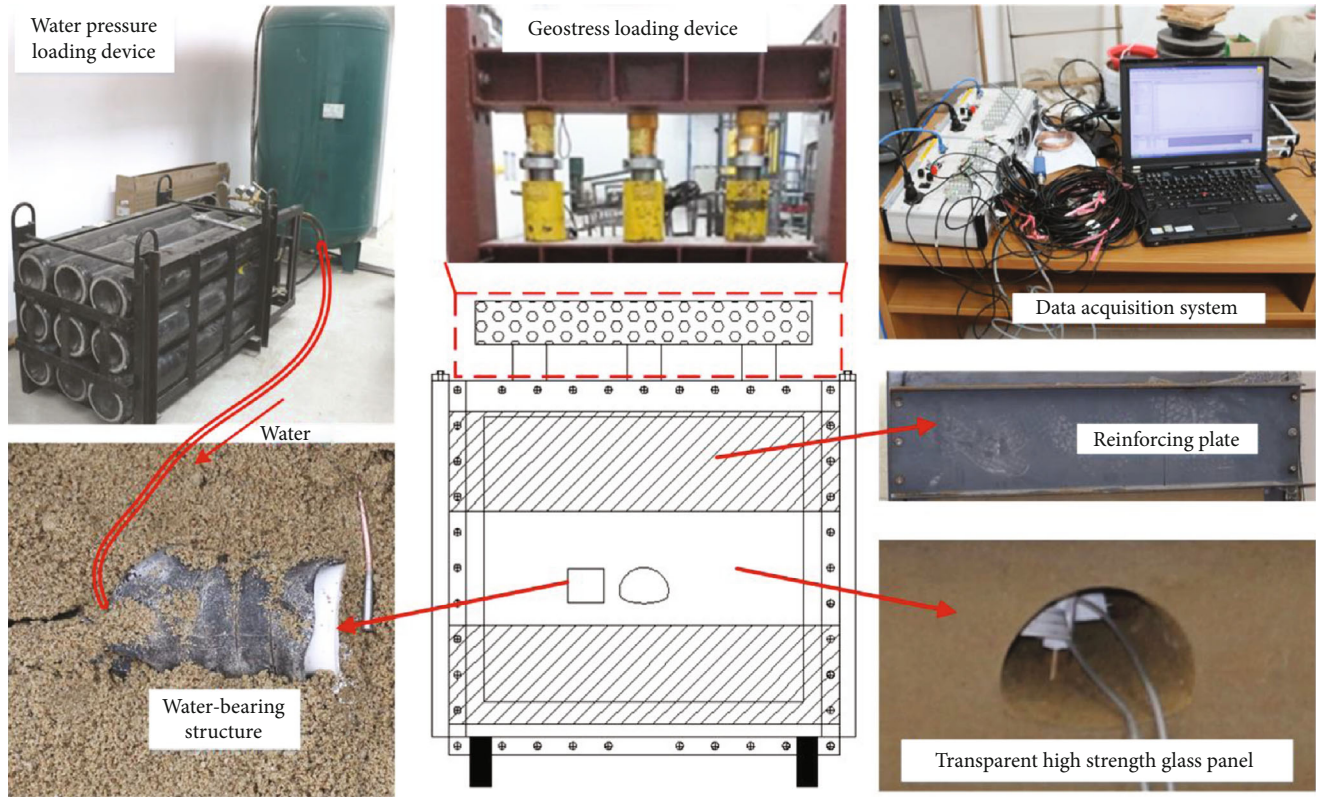 Water pressure
loading device
Geostress loading device
Data acquisition system
Water
Reinforcing plate
Water-bearing
structure
Transparent high strength glass panel